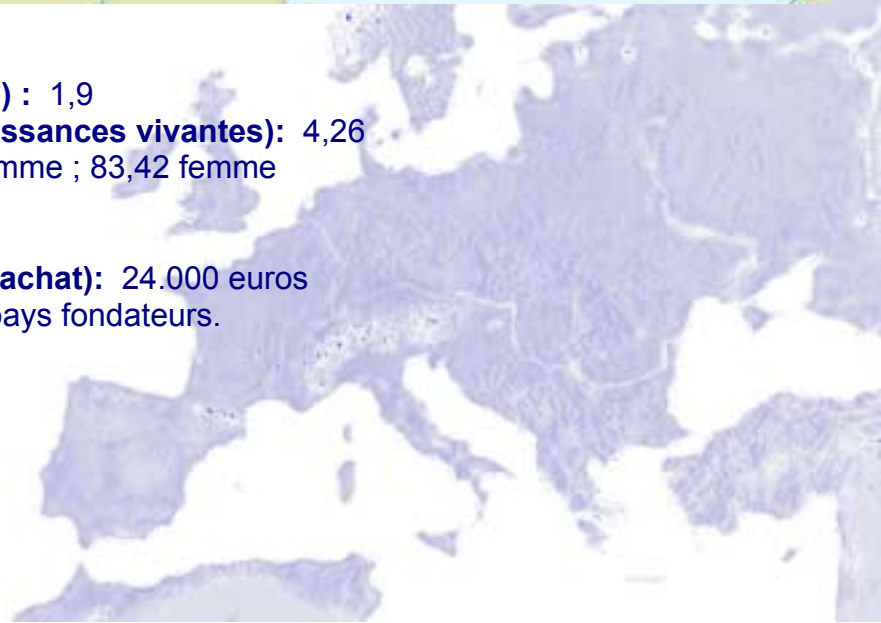 ) : 1,9
ssances vivantes): 4,26
mme ; 83,42 femme
achat): 24.000 euros
pays fondateurs.